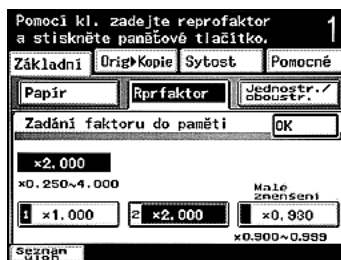 Pomocí kl. zadejte reprofaktor 1
a stiskněte paměťové tlačítko.
Základní Orig▶Kopie Sytost Pomocné
Papír Rprfaktor Jednostr./
oboustr.
Zadání faktoru do paměti OK
×2.000
×0.250~4.000 Malé
zmenšení
1 ×1.000 2 ×2.000 ×0,930
×0.900~0.999
Seznam
úloh